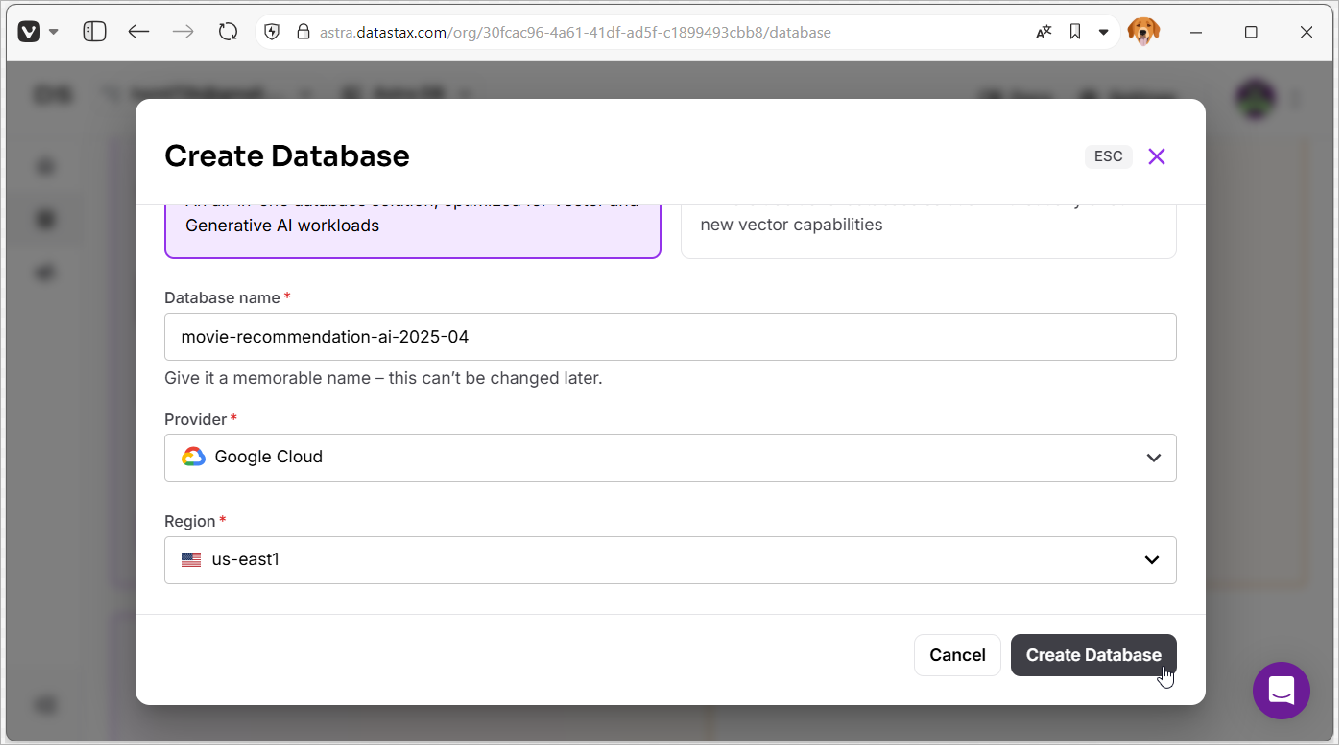 astra.datastax.com/org/30fcac96-4a61-41df-ad5f-c1899493cbb8/database
Create Database
ESC
Generative AI workloads
new vector capabilities
Database name *
movie-recommendation-ai-2025-04
Give it a memorable name – this can't be changed later.
Provider *
Google Cloud
Region *
us-east1
Cancel
Create Database